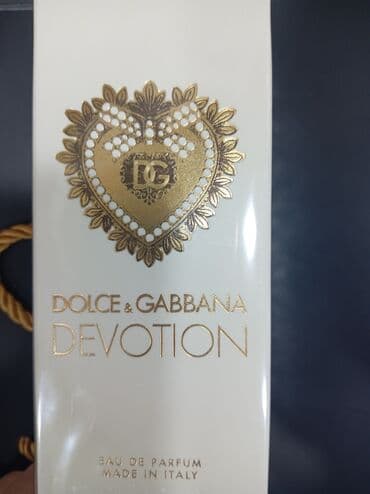 DG
DOLCE & GABBANA
DEVOTION
EAU DE PARFUM
MADE IN ITALY